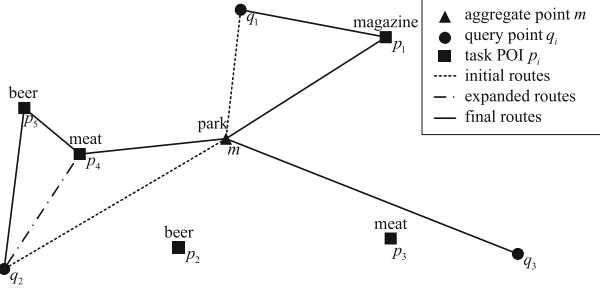 q1
magazine
p1
aggregate point m
query point qi
task POI pi
initial routes
expanded routes
final routes
beer
p5
meat
p4
park
m
beer
p2
meat
p3
q2
q3